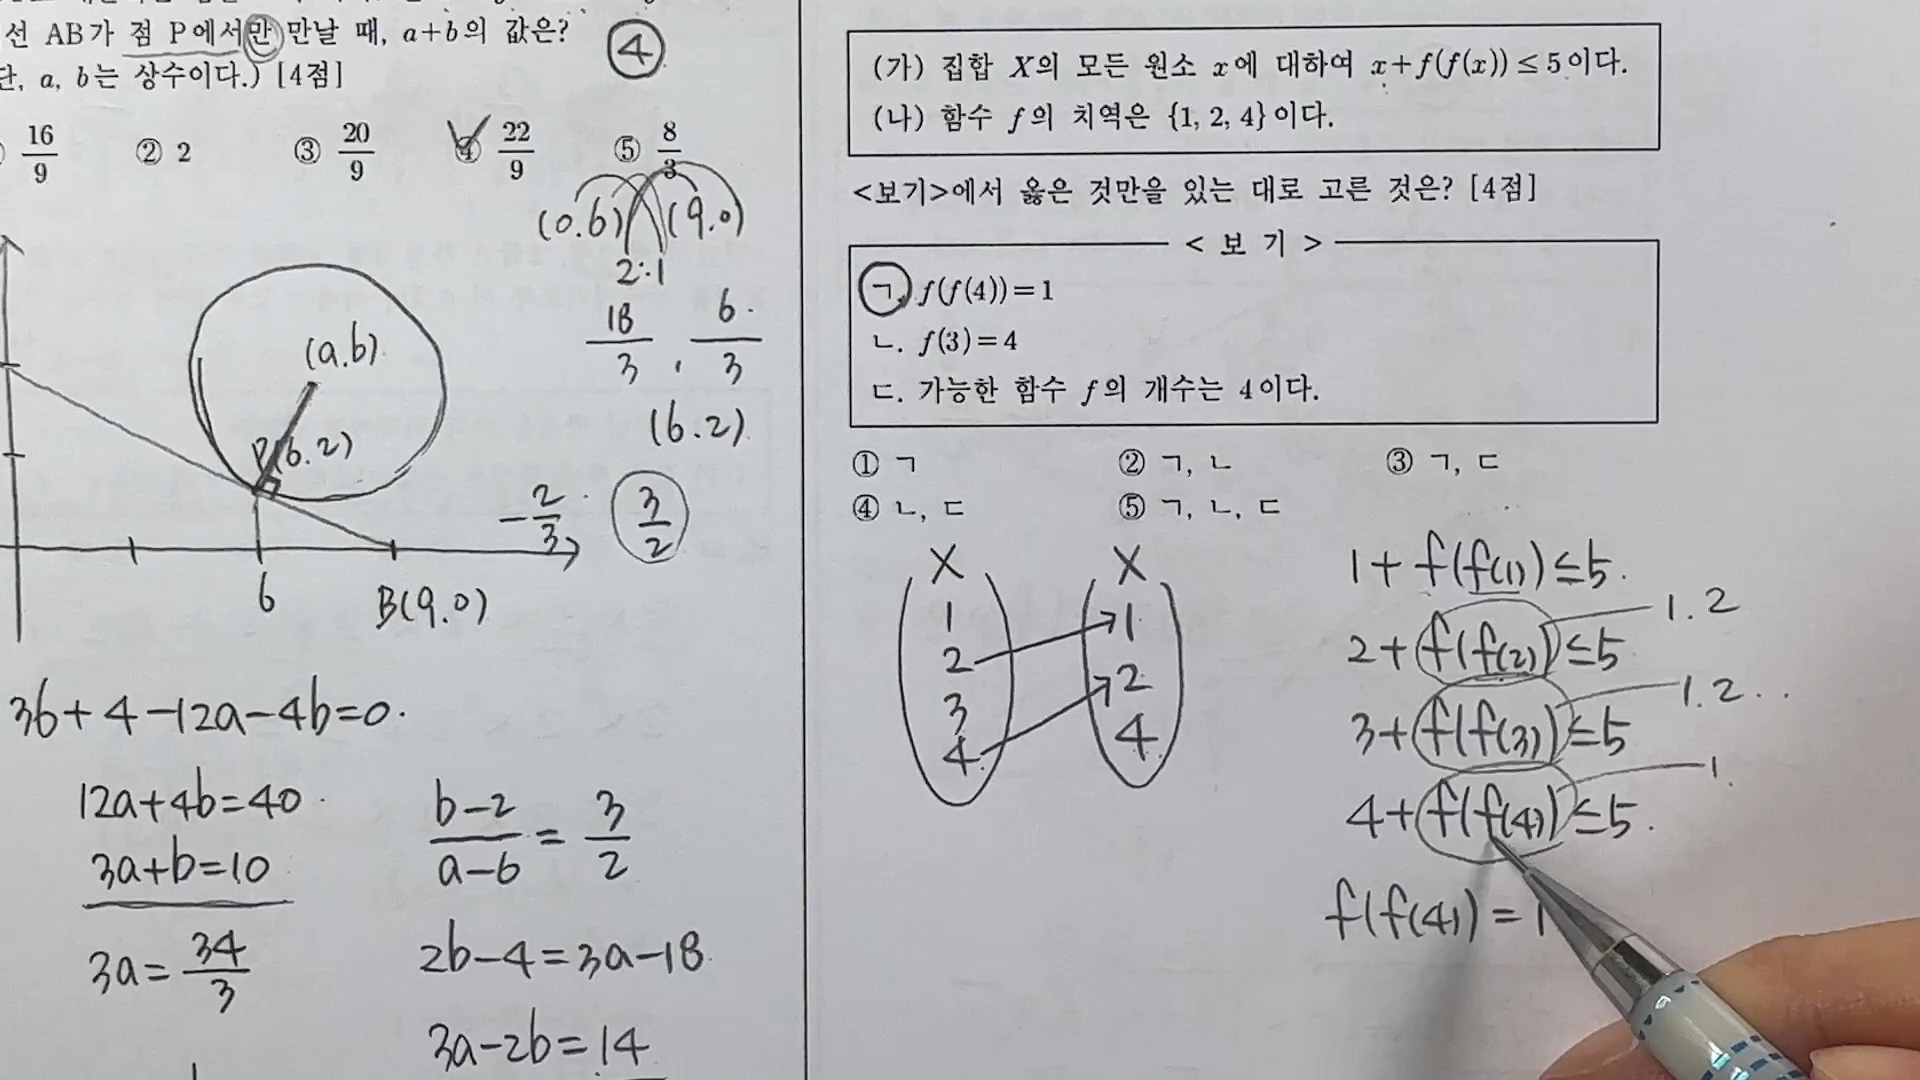 선 AB가 점 P에서만 만날 때, a+b의 값은?
단, a, b는 상수이다.) [4점]
④
16/9 ② 2 ③ 20/9 ④ 22/9 ⑤ 8/3
(0.6) (9.0)
2:1
18/3 , 6/3
(6.2)
(a.b)
P(6.2)
-2/3 3/2
6 B(9.0)
36+4-12a-4b=0.
12a+4b=40
3a+b=10
3a=34/3
b-2/a-6 = 3/2
2b-4=3a-18
3a-2b=14
(가) 집합 X의 모든 원소 x에 대하여 x+f(f(x))≤5이다.
(나) 함수 f의 치역은 {1, 2, 4}이다.
<보기>에서 옳은 것만을 있는 대로 고른 것은? [4점]
< 보 기 >
ㄱ. f(f(4))=1
ㄴ. f(3)=4
ㄷ. 가능한 함수 f의 개수는 4이다.
① ㄱ ② ㄱ, ㄴ ③ ㄱ, ㄷ
④ ㄴ, ㄷ ⑤ ㄱ, ㄴ, ㄷ
X X
1 1
2 2
3 4
4
1+f(f(1))≤5.
2+f(f(2))≤5 1.2
3+f(f(3))≤5 1.2..
4+f(f(4))≤5. 1.
f(f(4))=1